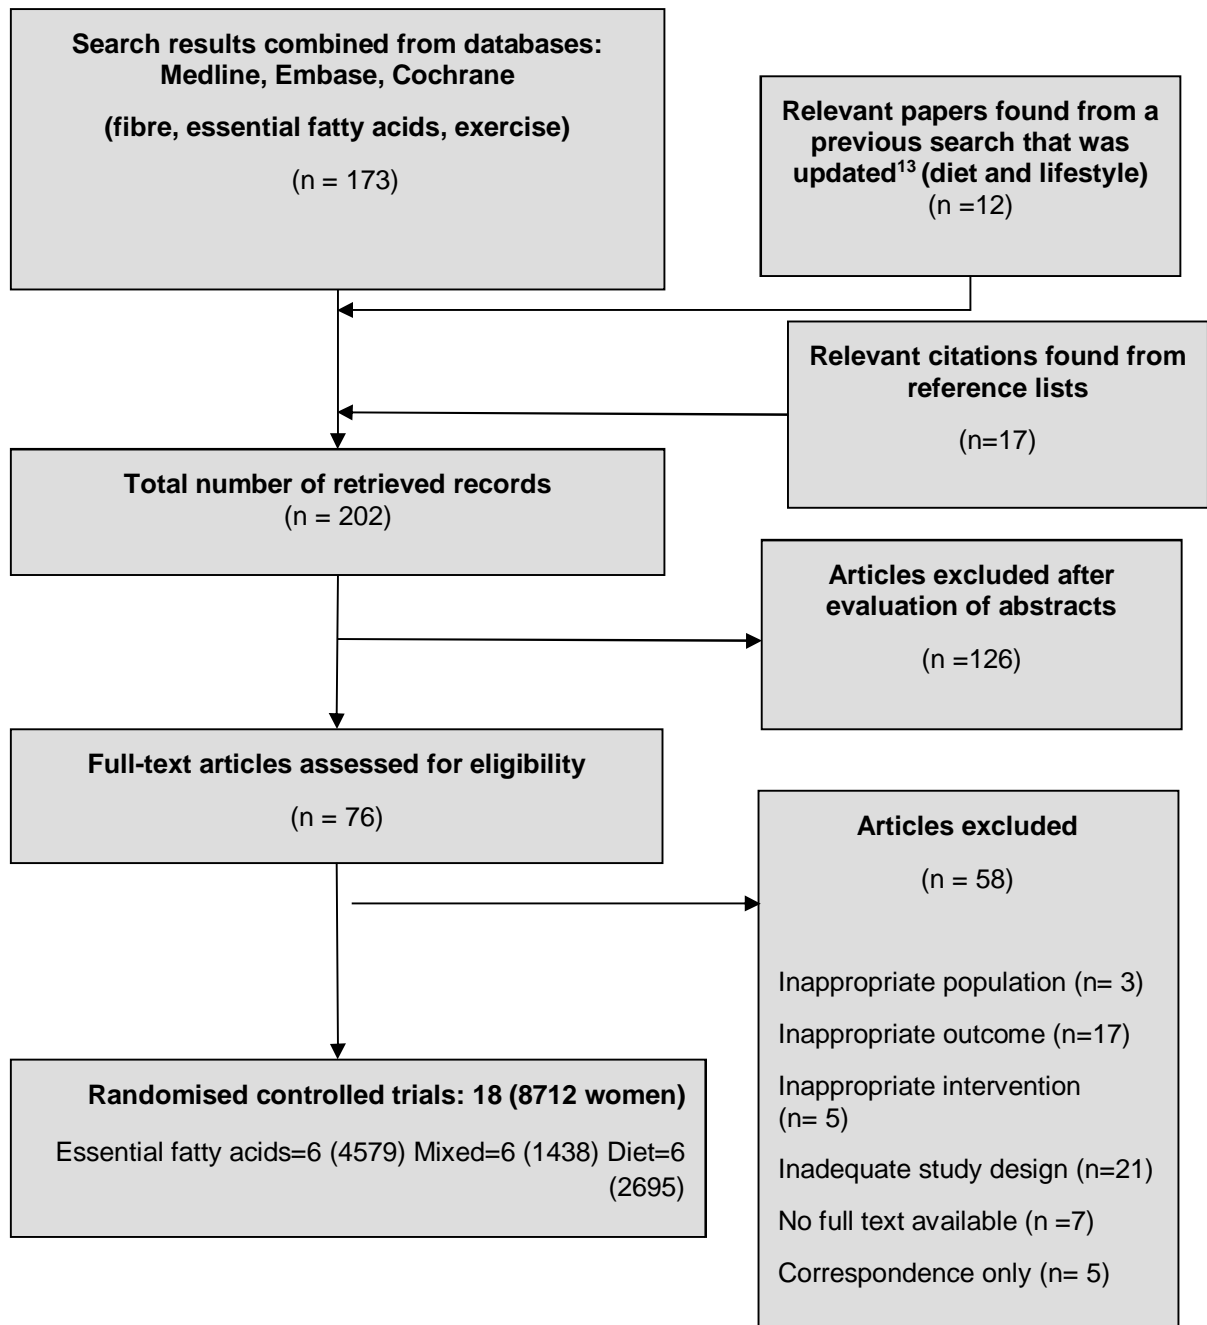 Search results combined from databases:
Medline, Embase, Cochrane
(fibre, essential fatty acids, exercise)
(n = 173)
Relevant papers found from a
previous search that was
updated¹³ (diet and lifestyle)
(n =12)
Relevant citations found from
reference lists
(n=17)
Total number of retrieved records
(n = 202)
Articles excluded after
evaluation of abstracts
(n =126)
Full-text articles assessed for eligibility
(n = 76)
Articles excluded
(n = 58)
Inappropriate population (n= 3)
Inappropriate outcome (n=17)
Inappropriate intervention
(n= 5)
Inadequate study design (n=21)
No full text available (n =7)
Correspondence only (n= 5)
Randomised controlled trials: 18 (8712 women)
Essential fatty acids=6 (4579) Mixed=6 (1438) Diet=6
(2695)